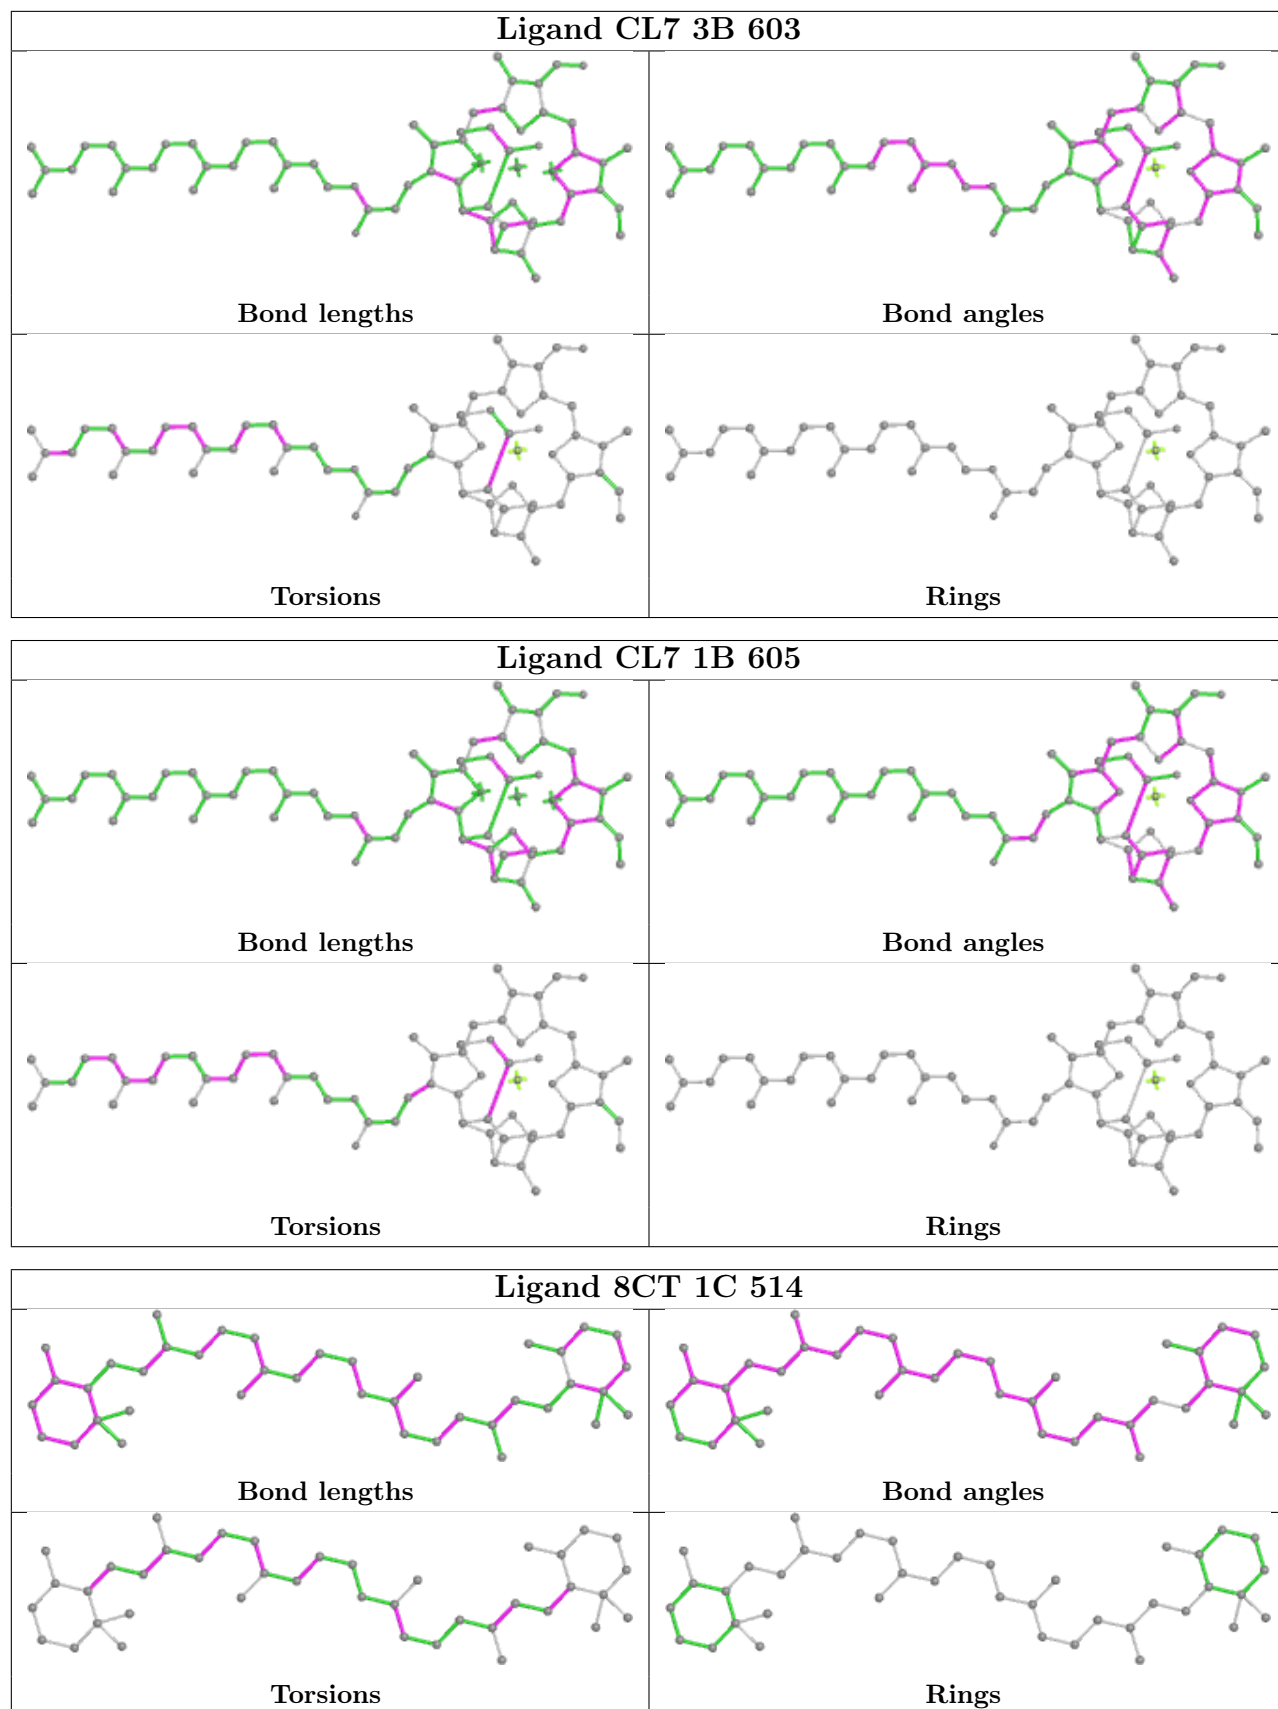 Ligand CL7 3B 603
Bond lengths
Bond angles
Torsions
Rings
Ligand CL7 1B 605
Bond lengths
Bond angles
Torsions
Rings
Ligand 8CT 1C 514
Bond lengths
Bond angles
Torsions
Rings